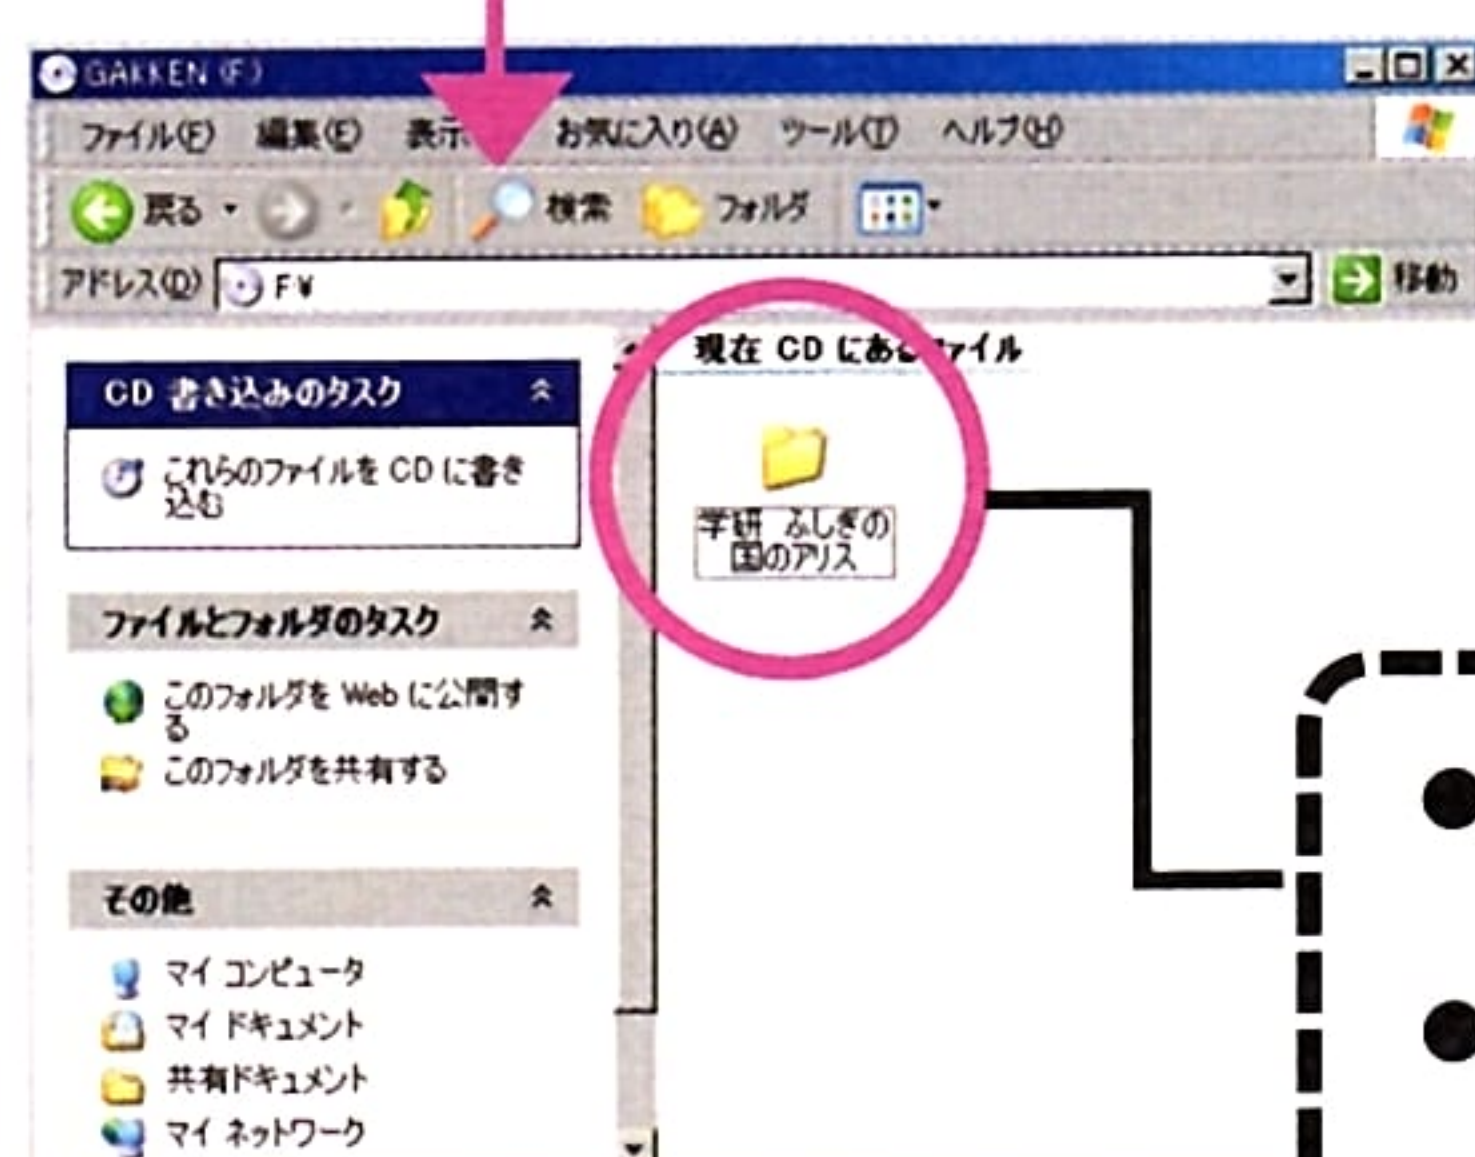 GAKKEN (F:)
ファイル(F) 編集(E) 表示 お気に入り(A) ツール(T) ヘルプ(H)
戻る 検索 フォルダ
アドレス(D) F¥ 移動
現在 CD にあるファイル
CD 書き込みのタスク
これらのファイルを CD に書き
込む
学研 ふしぎの
国のアリス
ファイルとフォルダのタスク
このフォルダを Web に公開す
る
このフォルダを共有する
その他
マイ コンピュータ
マイ ドキュメント
共有ドキュメント
マイ ネットワーク